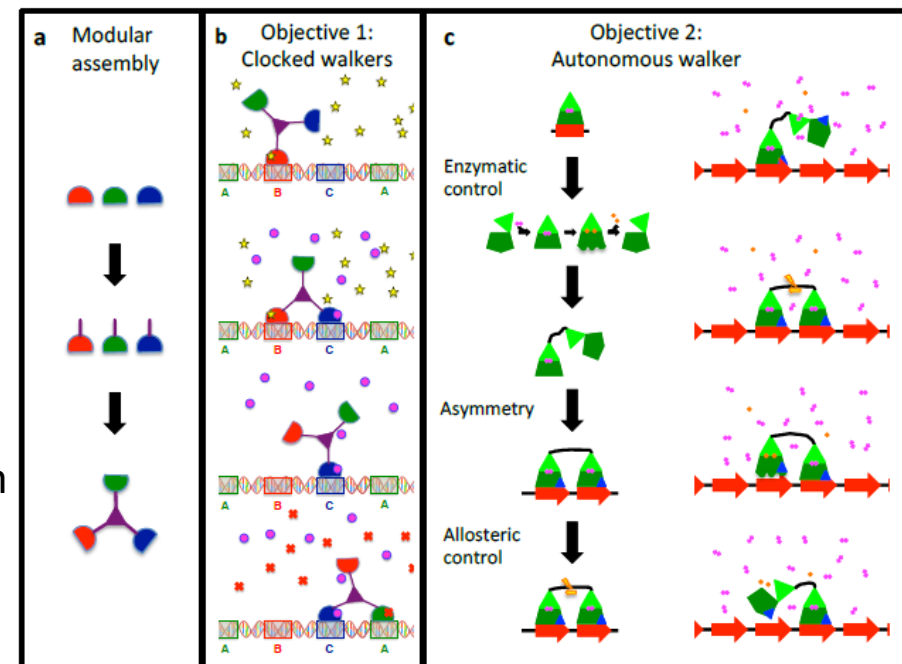 a Modular
assembly
b Objective 1:
Clocked walkers
A B C A
A B C A
A B C A
A B C A
c Objective 2:
Autonomous walker
Enzymatic
control
Asymmetry
Allosteric
control